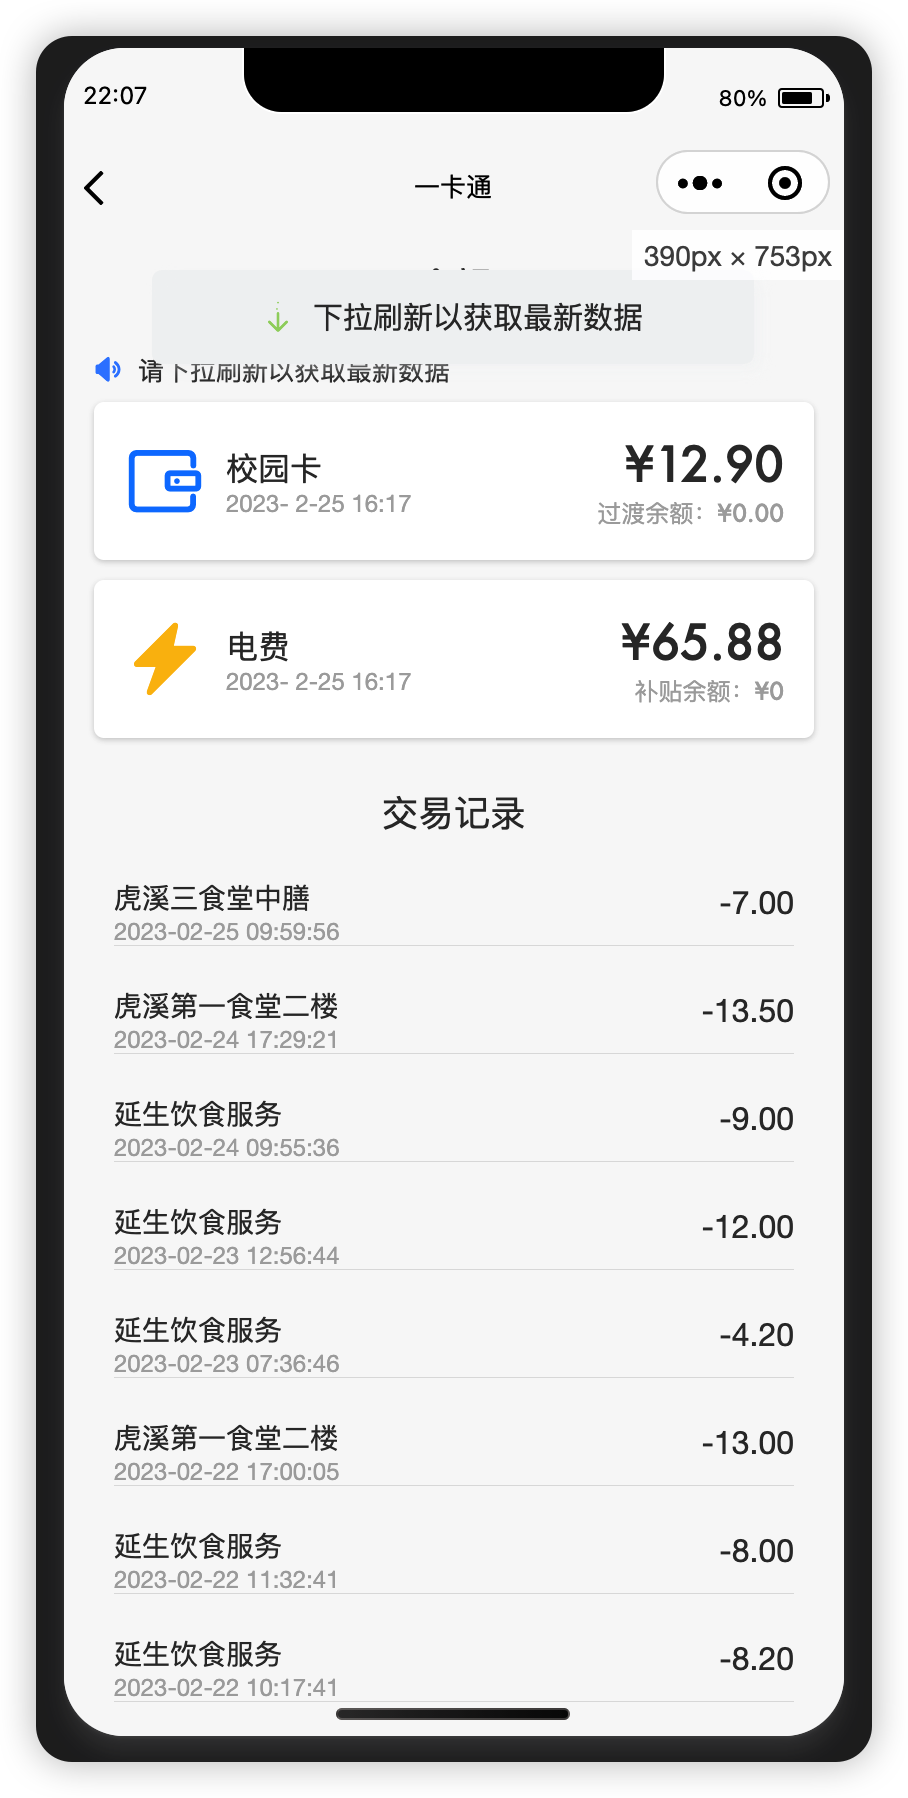 22:07
80%
一卡通
390px × 753px
下拉刷新以获取最新数据
请下拉刷新以获取最新数据
校园卡
¥12.90
2023- 2-25 16:17
过渡余额：¥0.00
电费
¥65.88
2023- 2-25 16:17
补贴余额：¥0
交易记录
虎溪三食堂中膳
-7.00
2023-02-25 09:59:56
虎溪第一食堂二楼
-13.50
2023-02-24 17:29:21
延生饮食服务
-9.00
2023-02-24 09:55:36
延生饮食服务
-12.00
2023-02-23 12:56:44
延生饮食服务
-4.20
2023-02-23 07:36:46
虎溪第一食堂二楼
-13.00
2023-02-22 17:00:05
延生饮食服务
-8.00
2023-02-22 11:32:41
延生饮食服务
-8.20
2023-02-22 10:17:41